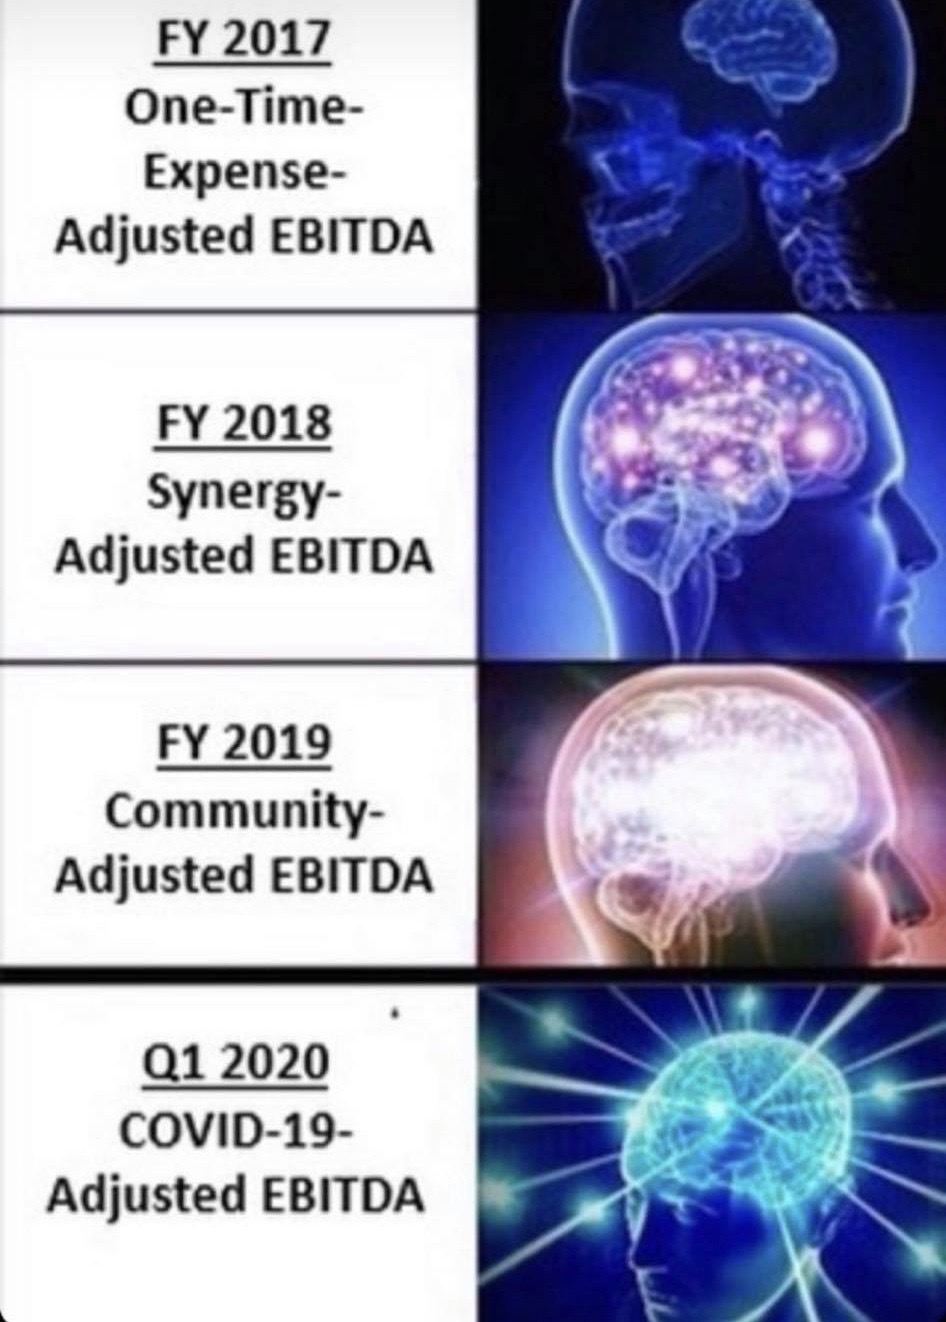 FY 2017
One-Time-
Expense-
Adjusted EBITDA
FY 2018
Synergy-
Adjusted EBITDA
FY 2019
Community-
Adjusted EBITDA
Q1 2020
COVID-19-
Adjusted EBITDA